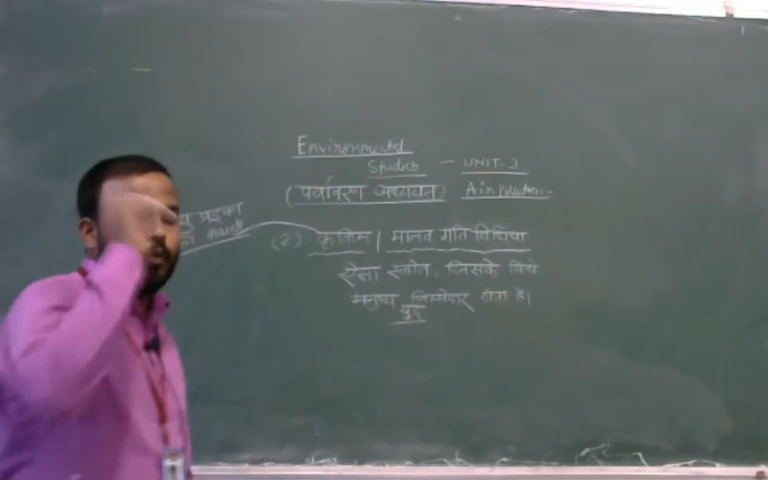 Environmental
Studies - UNIT-3
(पर्यावरण अध्ययन) Air Pollution-
(2) कृत्रिम / मानव गति विधियां
ऐसा स्त्रोत, जिसके लिये
मनुष्य जिम्मेदार होता है।
खुद